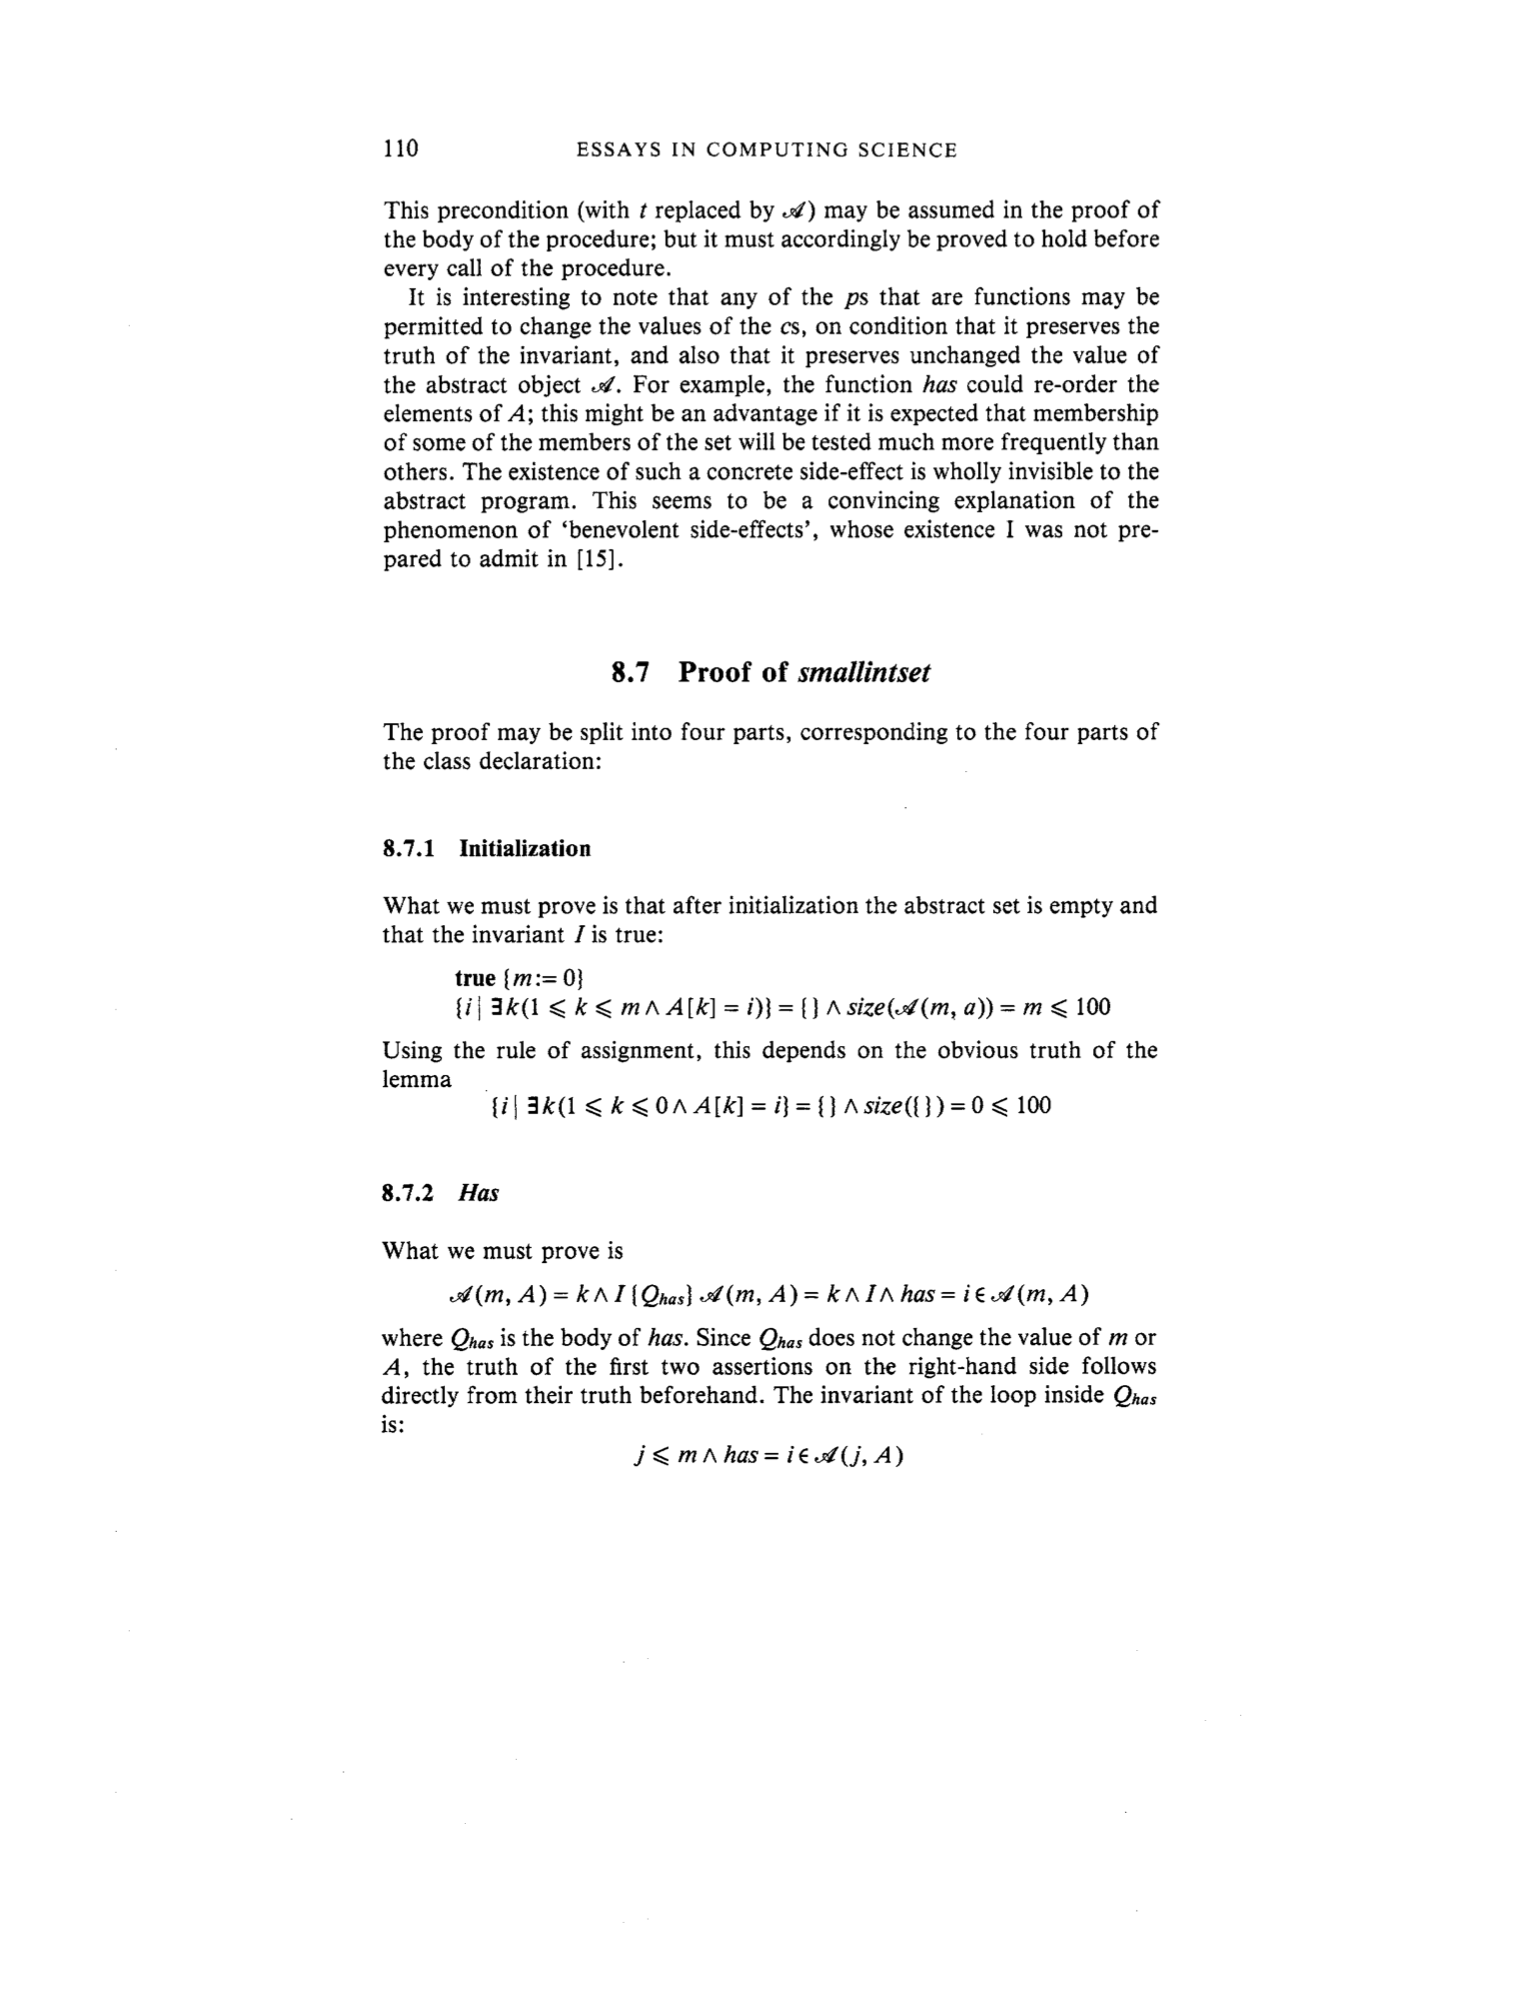 110 ESSAYS IN COMPUTING SCIENCE
This precondition (with t replaced by 𝒜) may be assumed in the proof of
the body of the procedure; but it must accordingly be proved to hold before
every call of the procedure.
It is interesting to note that any of the ps that are functions may be
permitted to change the values of the cs, on condition that it preserves the
truth of the invariant, and also that it preserves unchanged the value of
the abstract object 𝒜. For example, the function has could re-order the
elements of A; this might be an advantage if it is expected that membership
of some of the members of the set will be tested much more frequently than
others. The existence of such a concrete side-effect is wholly invisible to the
abstract program. This seems to be a convincing explanation of the
phenomenon of ‘benevolent side-effects’, whose existence I was not pre-
pared to admit in [15].
8.7 Proof of smallintset
The proof may be split into four parts, corresponding to the four parts of
the class declaration:
8.7.1 Initialization
What we must prove is that after initialization the abstract set is empty and
that the invariant I is true:
true {m := 0}
{i| ∃k(1 ⩽ k ⩽ m ∧ A[k] = i)} = { } ∧ size(𝒜(m, a)) = m ⩽ 100
Using the rule of assignment, this depends on the obvious truth of the
lemma
{i| ∃k(1 ⩽ k ⩽ 0 ∧ A[k] = i} = { } ∧ size({ }) = 0 ⩽ 100
8.7.2 Has
What we must prove is
𝒜(m, A) = k ∧ I {Qhas} 𝒜(m, A) = k ∧ I ∧ has = i ∈ 𝒜(m, A)
where Qhas is the body of has. Since Qhas does not change the value of m or
A, the truth of the first two assertions on the right-hand side follows
directly from their truth beforehand. The invariant of the loop inside Qhas
is:
j ⩽ m ∧ has = i ∈ 𝒜(j, A)